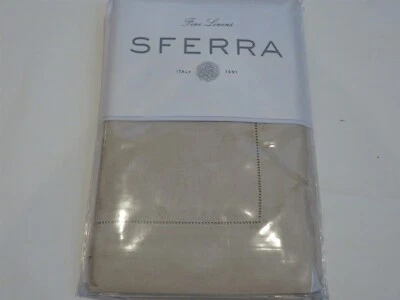 Fine Linens
SFERRA
ITALY 1891